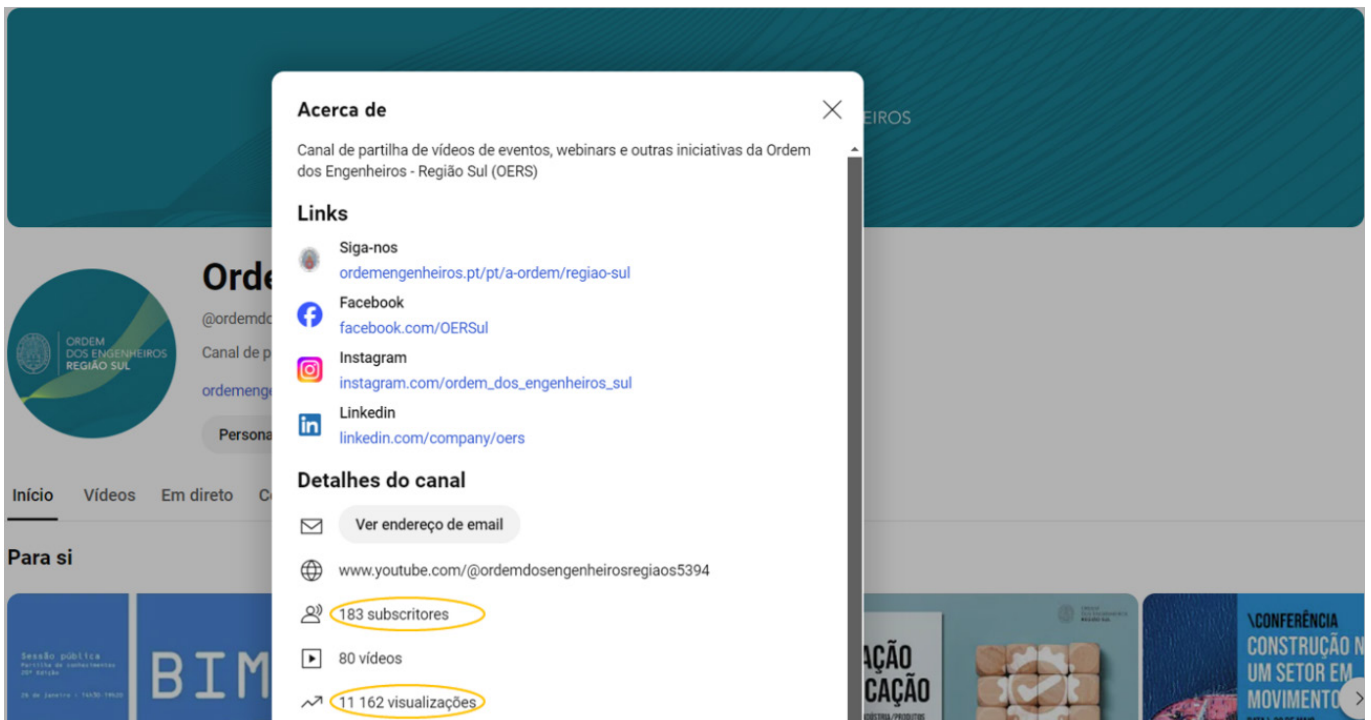 EIROS
Acerca de
Canal de partilha de vídeos de eventos, webinars e outras iniciativas da Ordem
dos Engenheiros - Região Sul (OERS)
Links
Siga-nos
ordemengenheiros.pt/pt/a-ordem/regiao-sul
Facebook
facebook.com/OERSul
Instagram
instagram.com/ordem_dos_engenheiros_sul
Linkedin
linkedin.com/company/oers
Detalhes do canal
Ver endereço de email
www.youtube.com/@ordemdosengenheirosregiaos5394
183 subscritores
80 vídeos
11 162 visualizações
ORDEM
DOS ENGENHEIROS
REGIÃO SUL
Orde
@ordemdo
Canal de p
ordemenge
Persona
Início Vídeos Em direto C
Para si
Sessão pública
Partilha de conhecimentos
BIM
AÇÃO
CAÇÃO
\CONFERÊNCIA
CONSTRUÇÃO N
UM SETOR EM
MOVIMENTO